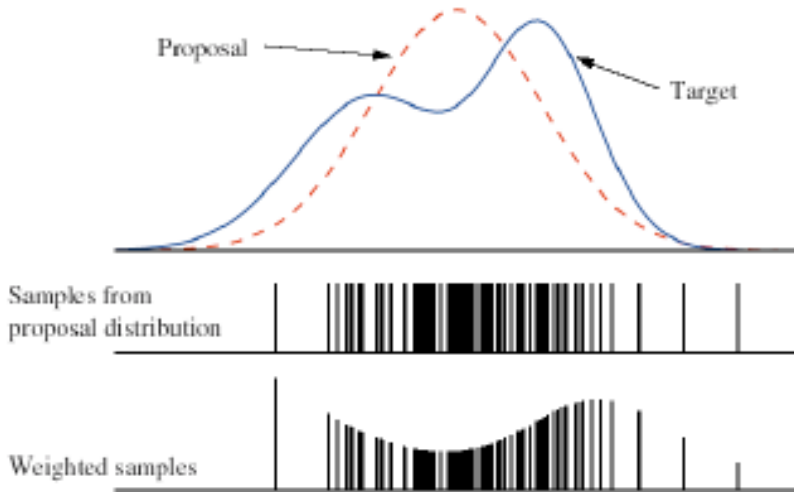 Proposal
Target
Samples from
proposal distribution
Weighted samples